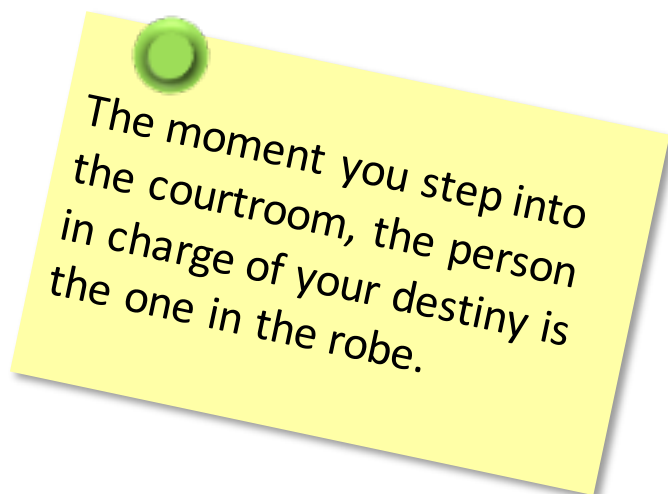 The moment you step into
the courtroom, the person
in charge of your destiny is
the one in the robe.